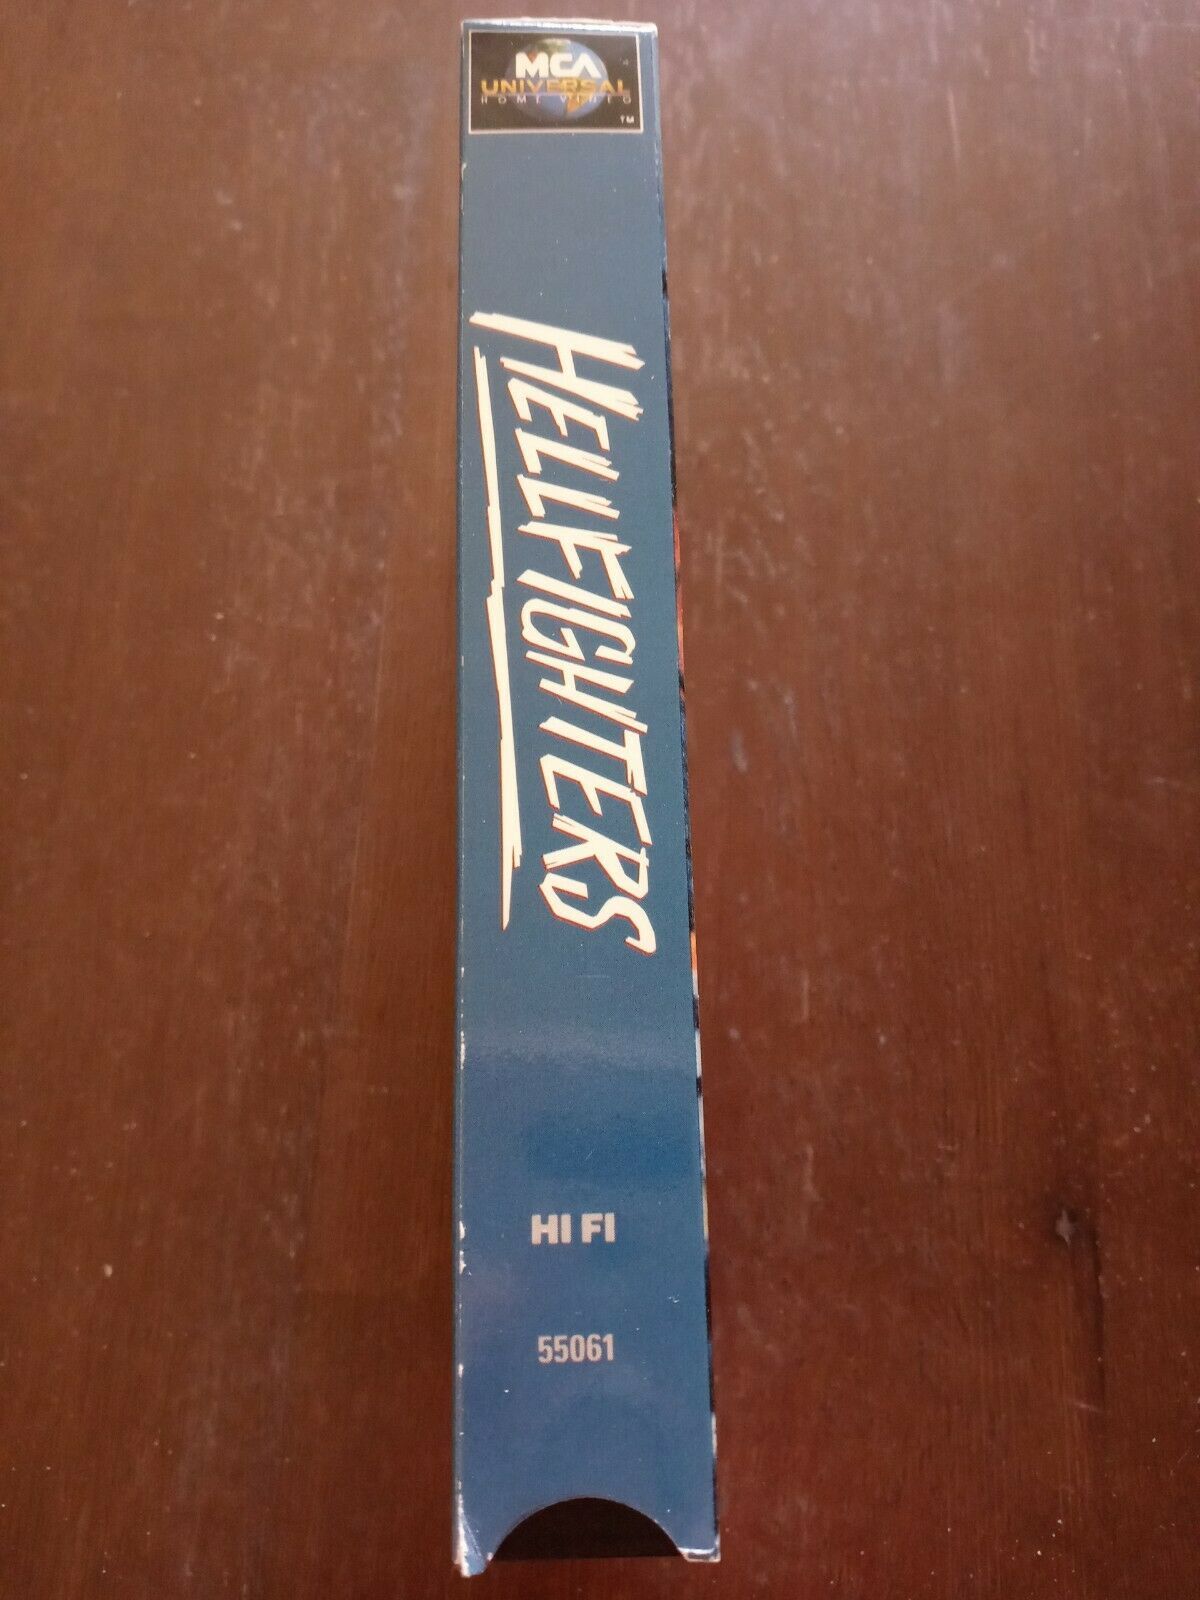 MCA
UNIVERSAL
HOME VIDEO
TM
HELLFIGHTERS
HI FI
55061